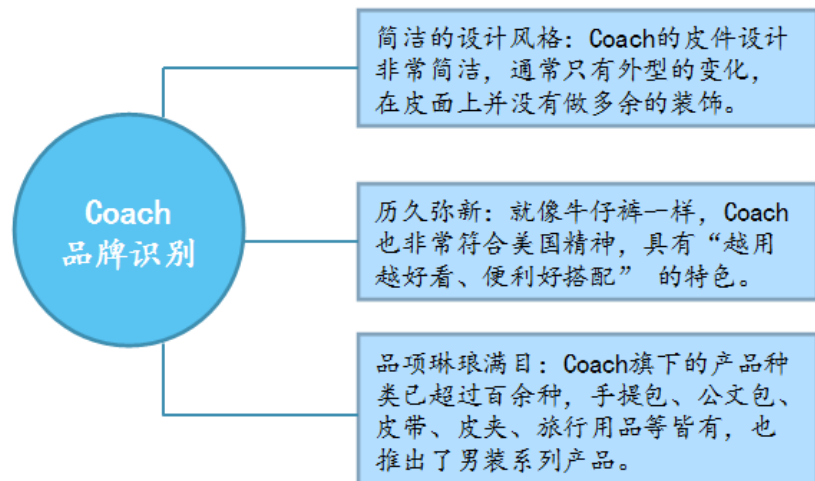 Coach
品牌识别
简洁的设计风格：Coach的皮件设计
非常简洁，通常只有外型的变化，
在皮面上并没有做多余的装饰。
历久弥新：就像牛仔裤一样，Coach
也非常符合美国精神，具有“越用
越好看、便利好搭配” 的特色。
品项琳琅满目：Coach旗下的产品种
类已超过百余种，手提包、公文包、
皮带、皮夹、旅行用品等皆有，也
推出了男装系列产品。